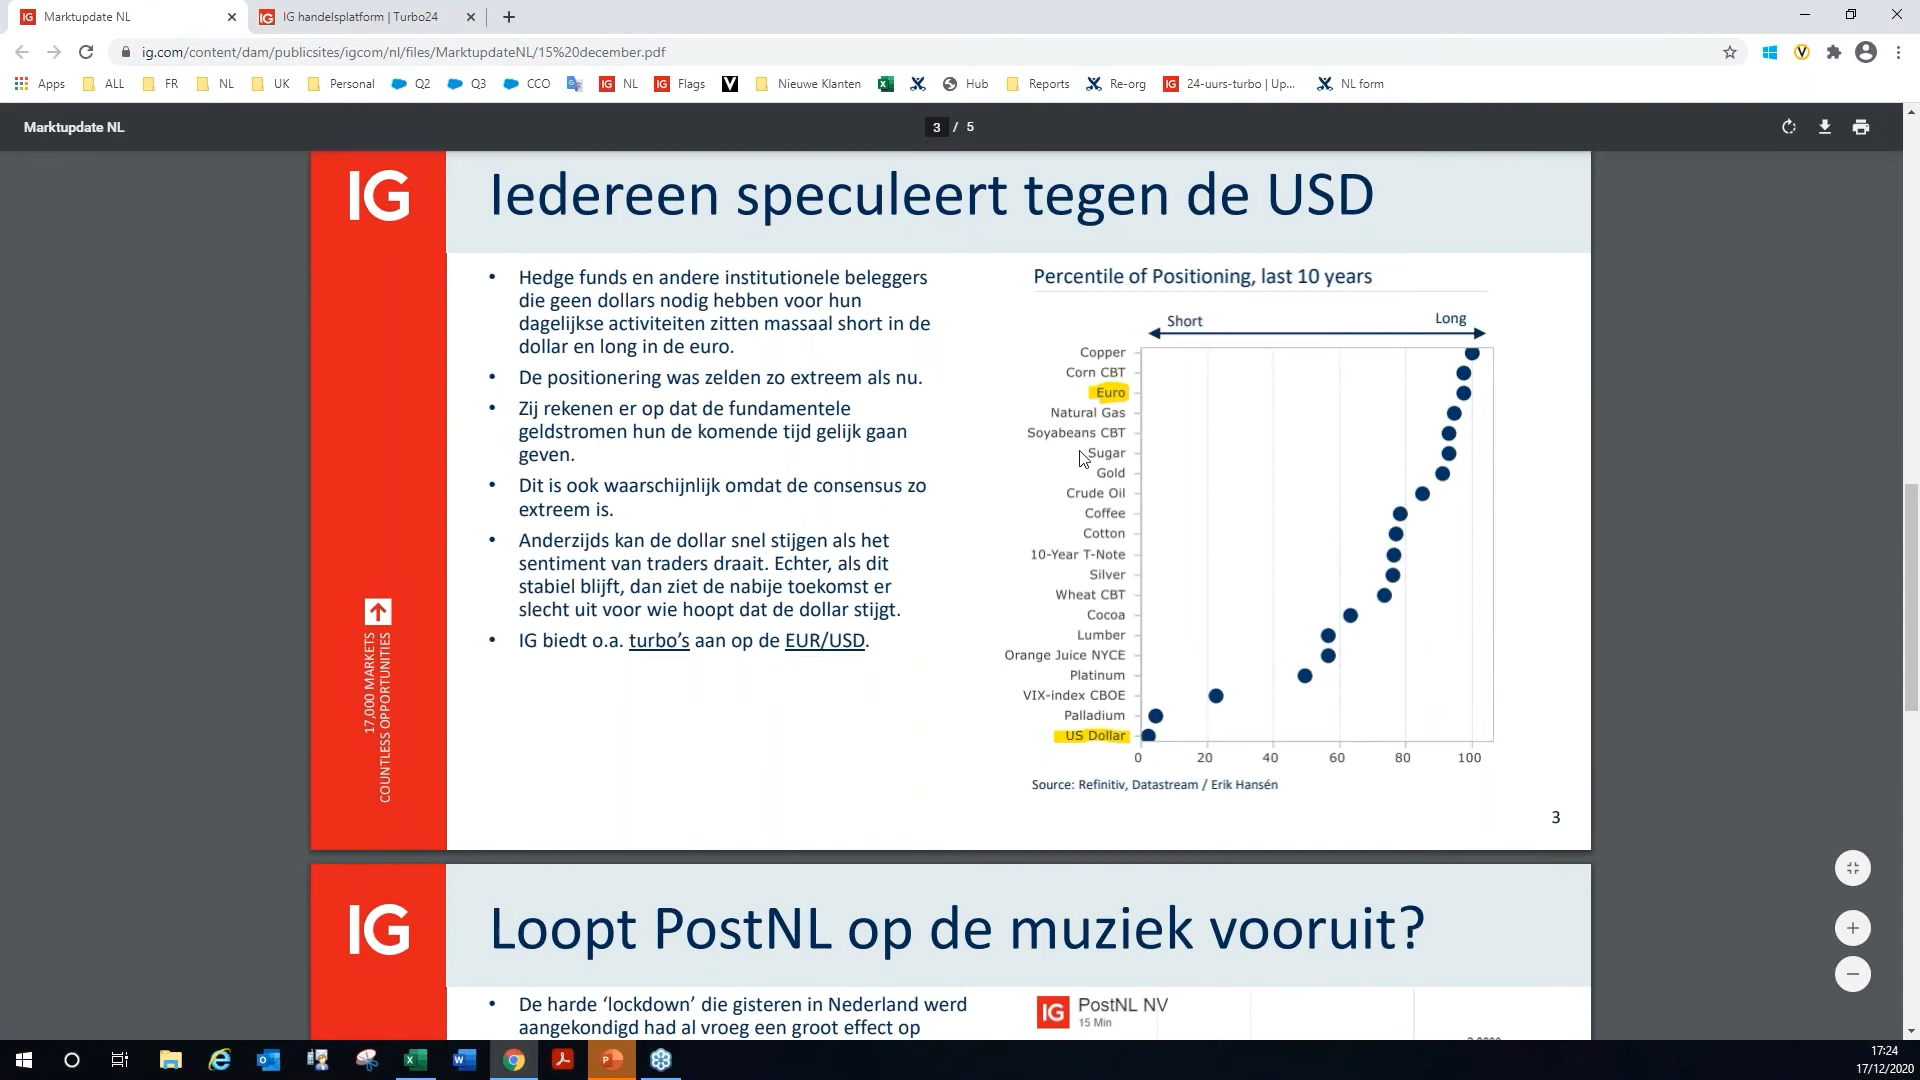 IG Marktupdate NL
IG IG handelsplatform | Turbo24
ig.com/content/dam/publicsites/igcom/nl/files/MarktupdateNL/15%20december.pdf
Apps ALL FR NL UK Personal Q2 Q3 CCO NL Flags Nieuwe Klanten Hub Reports Re-org 24-uurs-turbo | Up... NL form
Marktupdate NL
3 / 5
IG
Iedereen speculeert tegen de USD
• Hedge funds en andere institutionele beleggers
die geen dollars nodig hebben voor hun
dagelijkse activiteiten zitten massaal short in de
dollar en long in de euro.
• De positionering was zelden zo extreem als nu.
• Zij rekenen er op dat de fundamentele
geldstromen hun de komende tijd gelijk gaan
geven.
• Dit is ook waarschijnlijk omdat de consensus zo
extreem is.
• Anderzijds kan de dollar snel stijgen als het
sentiment van traders draait. Echter, als dit
stabiel blijft, dan ziet de nabije toekomst er
slecht uit voor wie hoopt dat de dollar stijgt.
• IG biedt o.a. turbo's aan op de EUR/USD.
17,000 MARKETS
COUNTLESS OPPORTUNITIES
Percentile of Positioning, last 10 years
Short Long
Copper
Corn CBT
Euro
Natural Gas
Soyabeans CBT
Sugar
Gold
Crude Oil
Coffee
Cotton
10-Year T-Note
Silver
Wheat CBT
Cocoa
Lumber
Orange Juice NYCE
Platinum
VIX-index CBOE
Palladium
US Dollar
0 20 40 60 80 100
Source: Refinitiv, Datastream / Erik Hansén
3
IG
Loopt PostNL op de muziek vooruit?
• De harde ‘lockdown’ die gisteren in Nederland werd
aangekondigd had al vroeg een groot effect op
IG PostNL NV
15 Min
17:24
17/12/2020